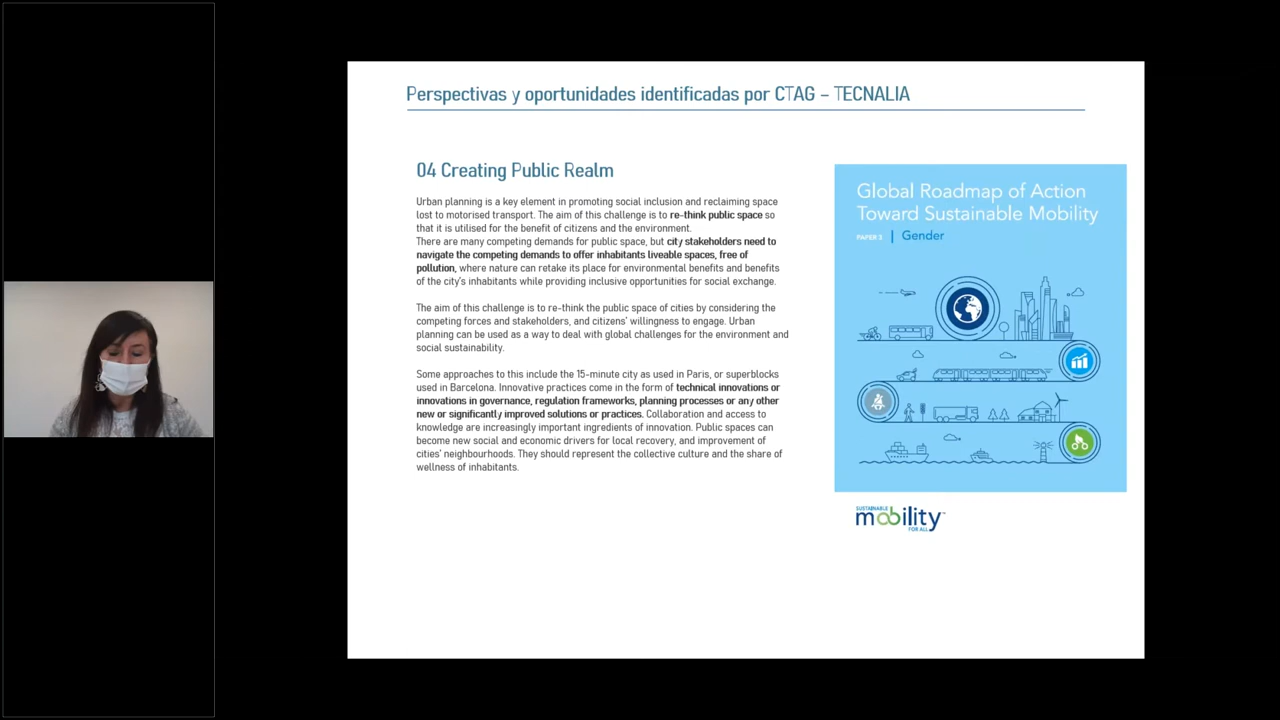 Perspectivas y oportunidades identificadas por CTAG – TECNALIA
04 Creating Public Realm
Urban planning is a key element in promoting social inclusion and reclaiming space
lost to motorised transport. The aim of this challenge is to re-think public space so
that it is utilised for the benefit of citizens and the environment.
There are many competing demands for public space, but city stakeholders need to
navigate the competing demands to offer inhabitants liveable spaces, free of
pollution, where nature can retake its place for environmental benefits and benefits
of the city's inhabitants while providing inclusive opportunities for social exchange.
The aim of this challenge is to re-think the public space of cities by considering the
competing forces and stakeholders, and citizens' willingness to engage. Urban
planning can be used as a way to deal with global challenges for the environment and
social sustainability.
Some approaches to this include the 15-minute city as used in Paris, or superblocks
used in Barcelona. Innovative practices come in the form of technical innovations or
innovations in governance, regulation frameworks, planning processes or any other
new or significantly improved solutions or practices. Collaboration and access to
knowledge are increasingly important ingredients of innovation. Public spaces can
become new social and economic drivers for local recovery, and improvement of
cities' neighbourhoods. They should represent the collective culture and the share of
wellness of inhabitants.
Global Roadmap of Action
Toward Sustainable Mobility
PAPER 3 | Gender
SUSTAINABLE
mobility™
FOR ALL